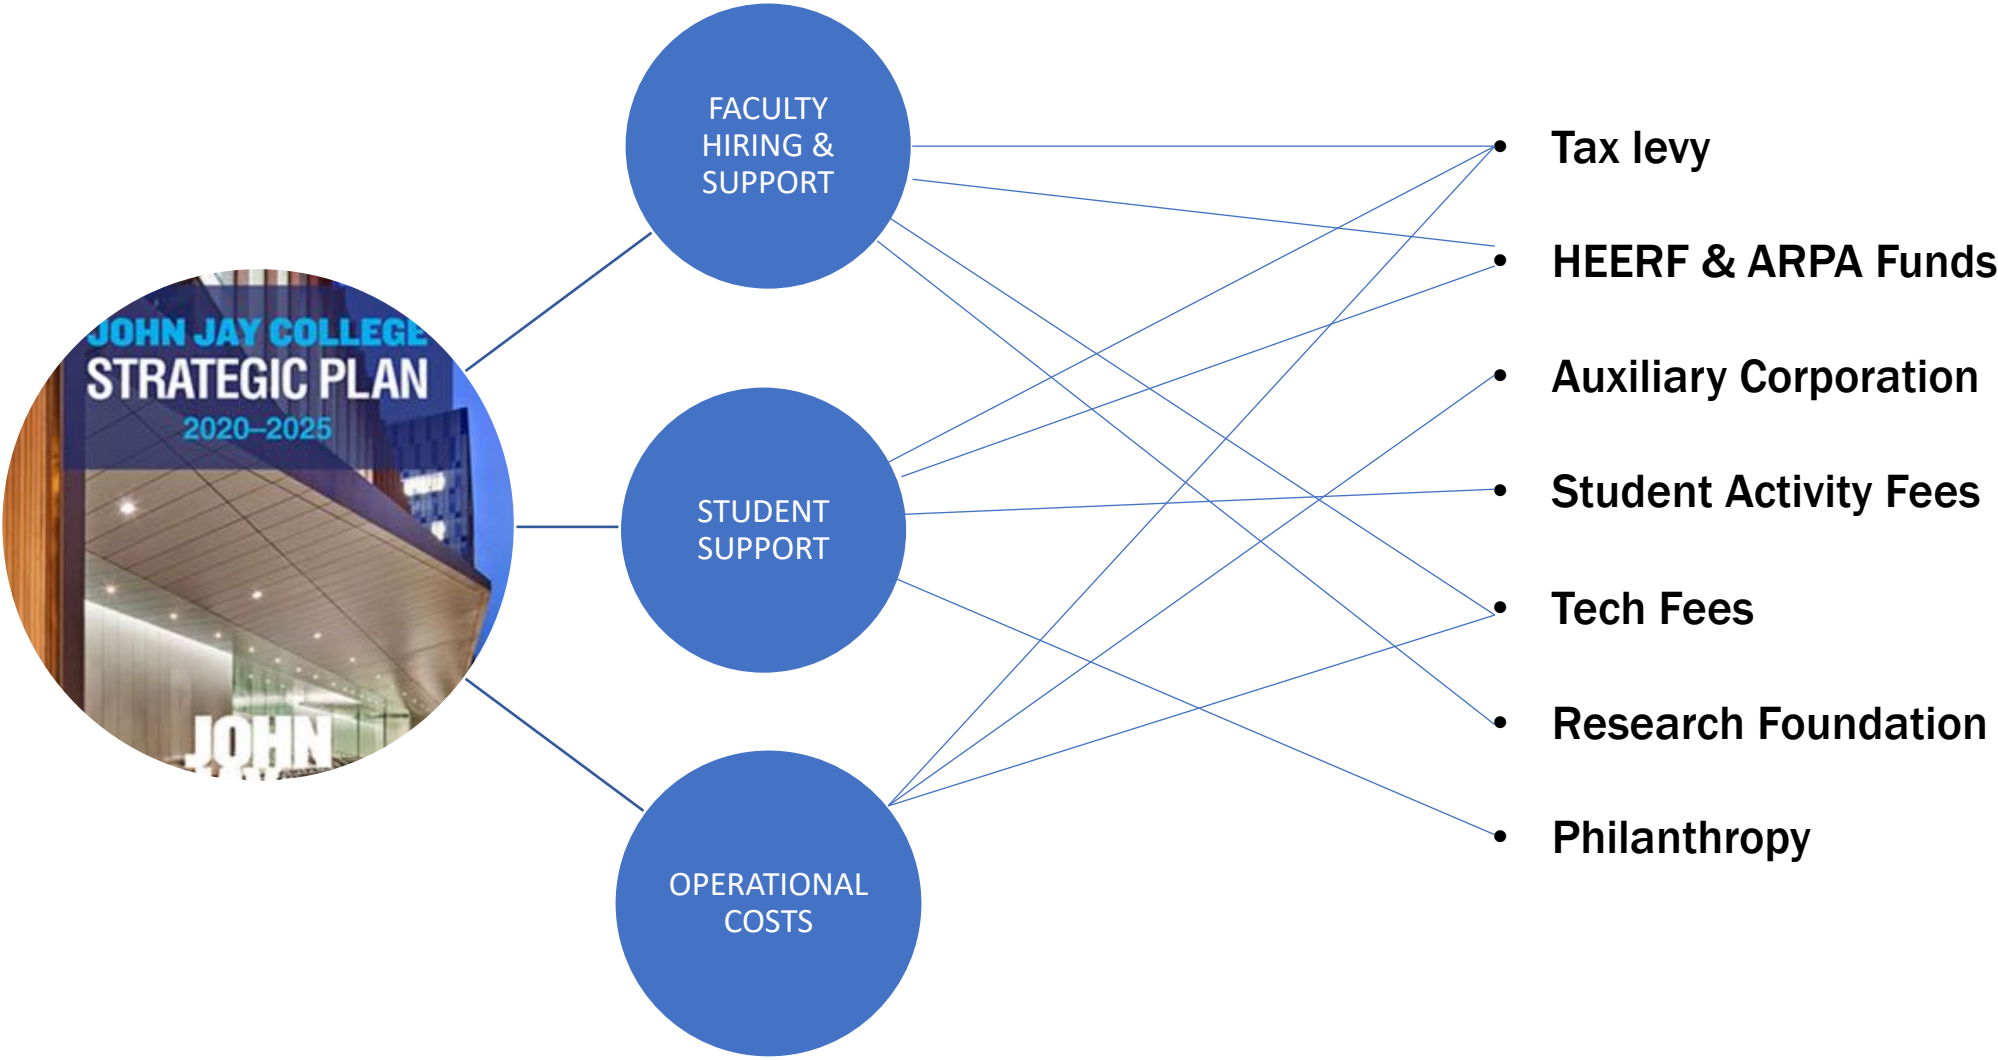 JOHN JAY COLLEGE
STRATEGIC PLAN
2020–2025
JOHN
FACULTY
HIRING &
SUPPORT
STUDENT
SUPPORT
OPERATIONAL
COSTS
• Tax levy
• HEERF & ARPA Funds
• Auxiliary Corporation
• Student Activity Fees
• Tech Fees
• Research Foundation
• Philanthropy